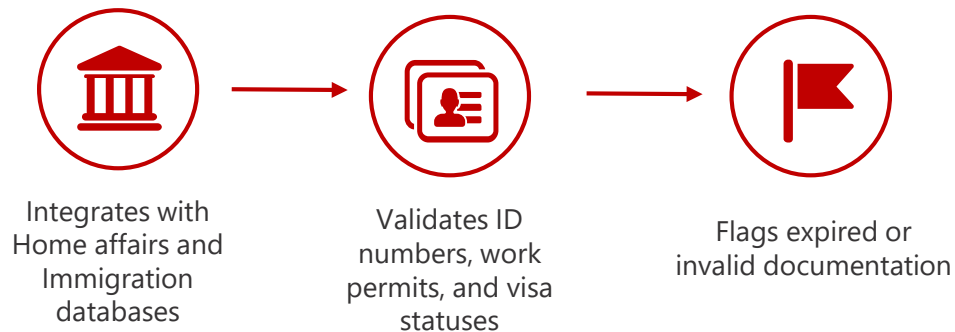 Integrates with
Home affairs and
Immigration
databases
Validates ID
numbers, work
permits, and visa
statuses
Flags expired or
invalid documentation